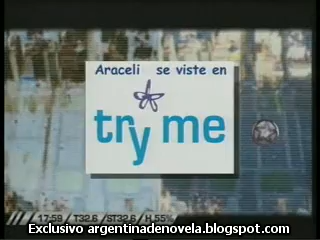 Araceli se viste en
try me
17:59 / T32.6 / ST32.6 / H.55%
Exclusivo argentinadenovela.blogspot.com